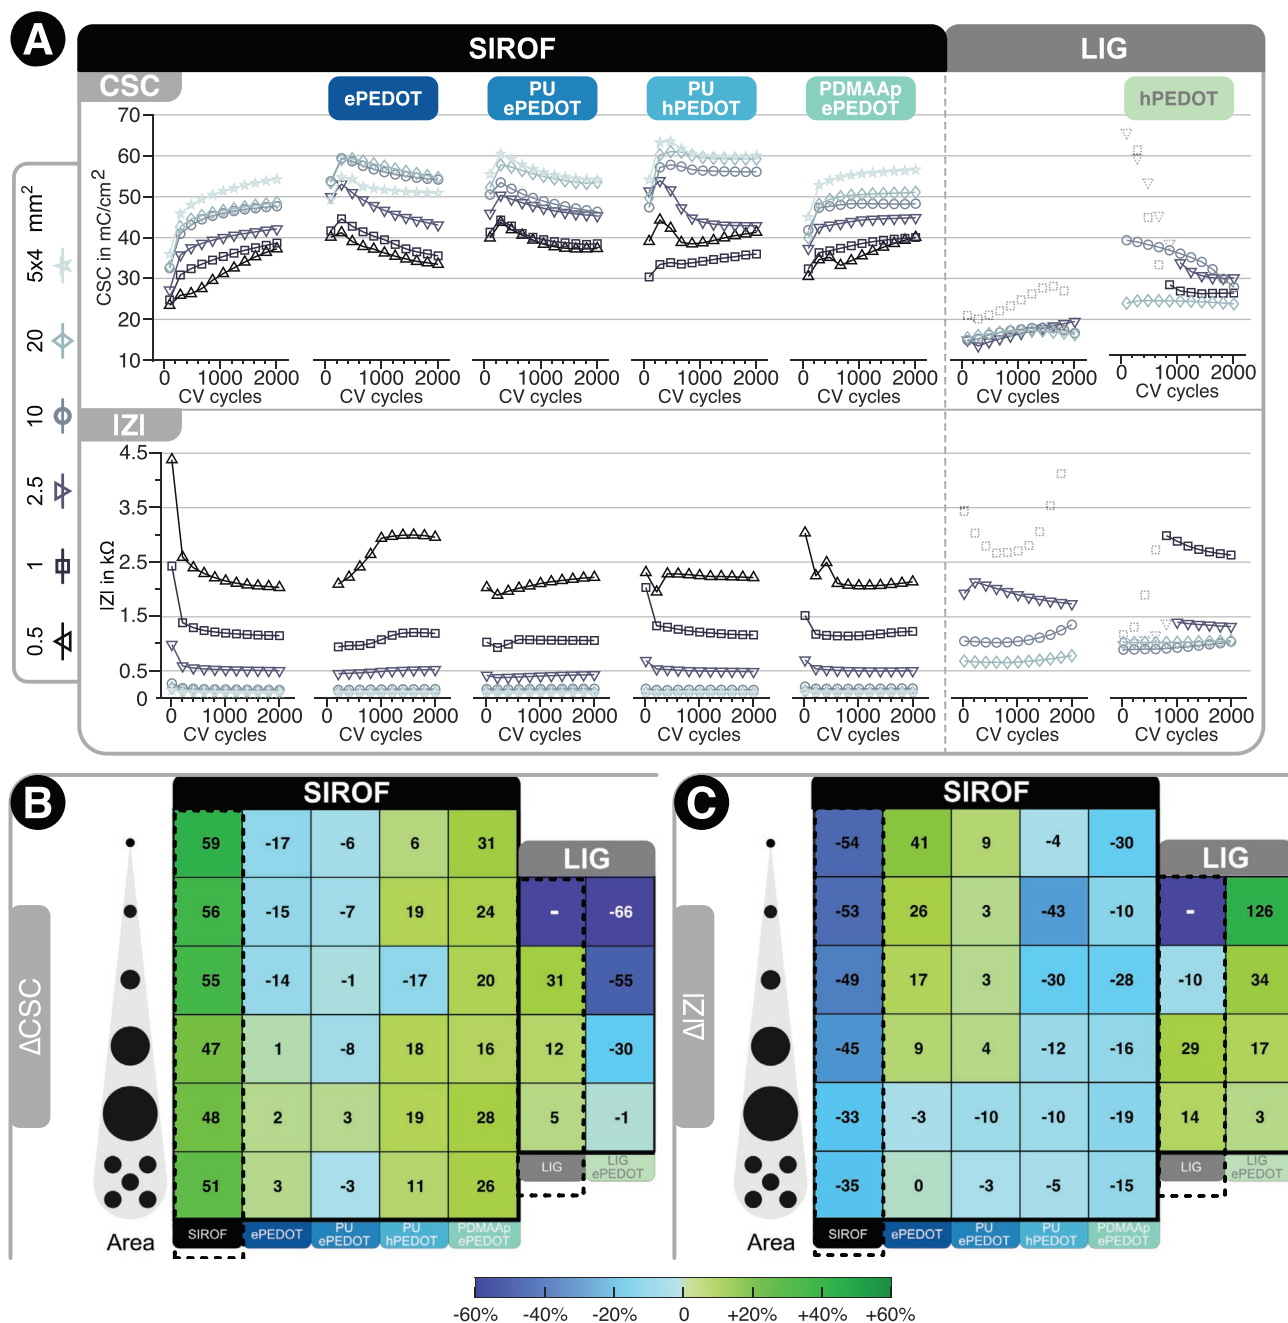 A
SIROF
LIG
CSC
ePEDOT
PU
ePEDOT
PU
hPEDOT
PDMAAp
ePEDOT
hPEDOT
CSC in mC/cm²
70
60
50
40
30
20
10
0 1000 2000
CV cycles
0 1000 2000
CV cycles
0 1000 2000
CV cycles
0 1000 2000
CV cycles
0 1000 2000
CV cycles
0 1000 2000
CV cycles
0 1000 2000
CV cycles
mm²
5x4
20
10
2.5
1
0.5
IZI
IZI in kΩ
4.5
3.5
2.5
1.5
0.5
0
0 1000 2000
CV cycles
0 1000 2000
CV cycles
0 1000 2000
CV cycles
0 1000 2000
CV cycles
0 1000 2000
CV cycles
0 1000 2000
CV cycles
0 1000 2000
CV cycles
B
SIROF
LIG
ΔCSC
59 -17 -6 6 31
56 -15 -7 19 24 - -66
55 -14 -1 -17 20 31 -55
47 1 -8 18 16 12 -30
48 2 3 19 28 5 -1
51 3 -3 11 26
LIG
LIG
ePEDOT
Area
SIROF
ePEDOT
PU
ePEDOT
PU
hPEDOT
PDMAAp
ePEDOT
C
SIROF
LIG
ΔIZI
-54 41 9 -4 -30
-53 26 3 -43 -10 - 126
-49 17 3 -30 -28 -10 34
-45 9 4 -12 -16 29 17
-33 -3 -10 -10 -19 14 3
-35 0 -3 -5 -15
LIG
LIG
ePEDOT
Area
SIROF
ePEDOT
PU
ePEDOT
PU
hPEDOT
PDMAAp
ePEDOT
-60% -40% -20% 0 +20% +40% +60%